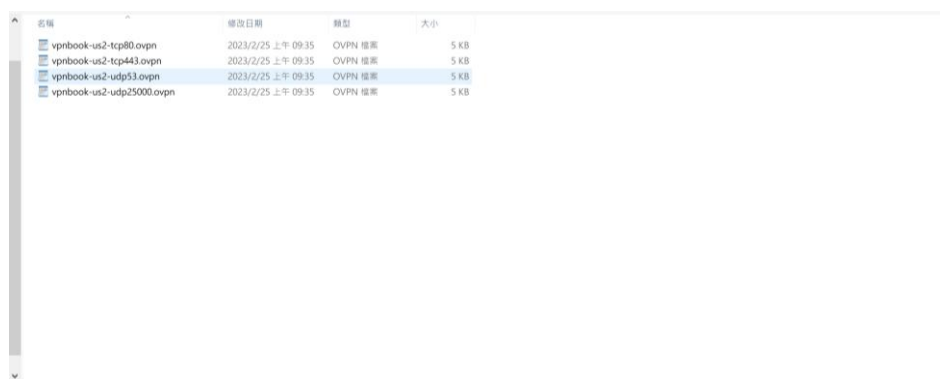 名稱 修改日期 類型 大小
vpnbook-us2-tcp80.ovpn 2023/2/25 上午 09:35 OVPN 檔案 5 KB
vpnbook-us2-tcp443.ovpn 2023/2/25 上午 09:35 OVPN 檔案 5 KB
vpnbook-us2-udp53.ovpn 2023/2/25 上午 09:35 OVPN 檔案 5 KB
vpnbook-us2-udp25000.ovpn 2023/2/25 上午 09:35 OVPN 檔案 5 KB